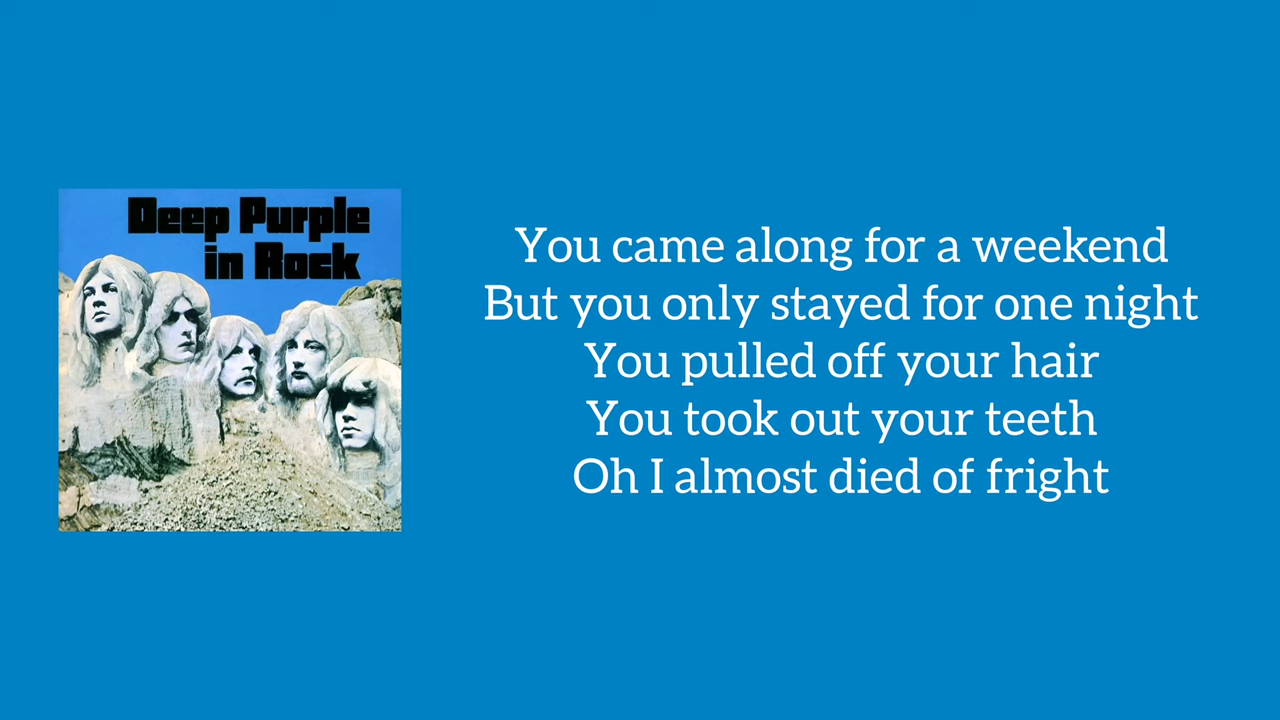 Deep Purple
in Rock
You came along for a weekend
But you only stayed for one night
You pulled off your hair
You took out your teeth
Oh I almost died of fright